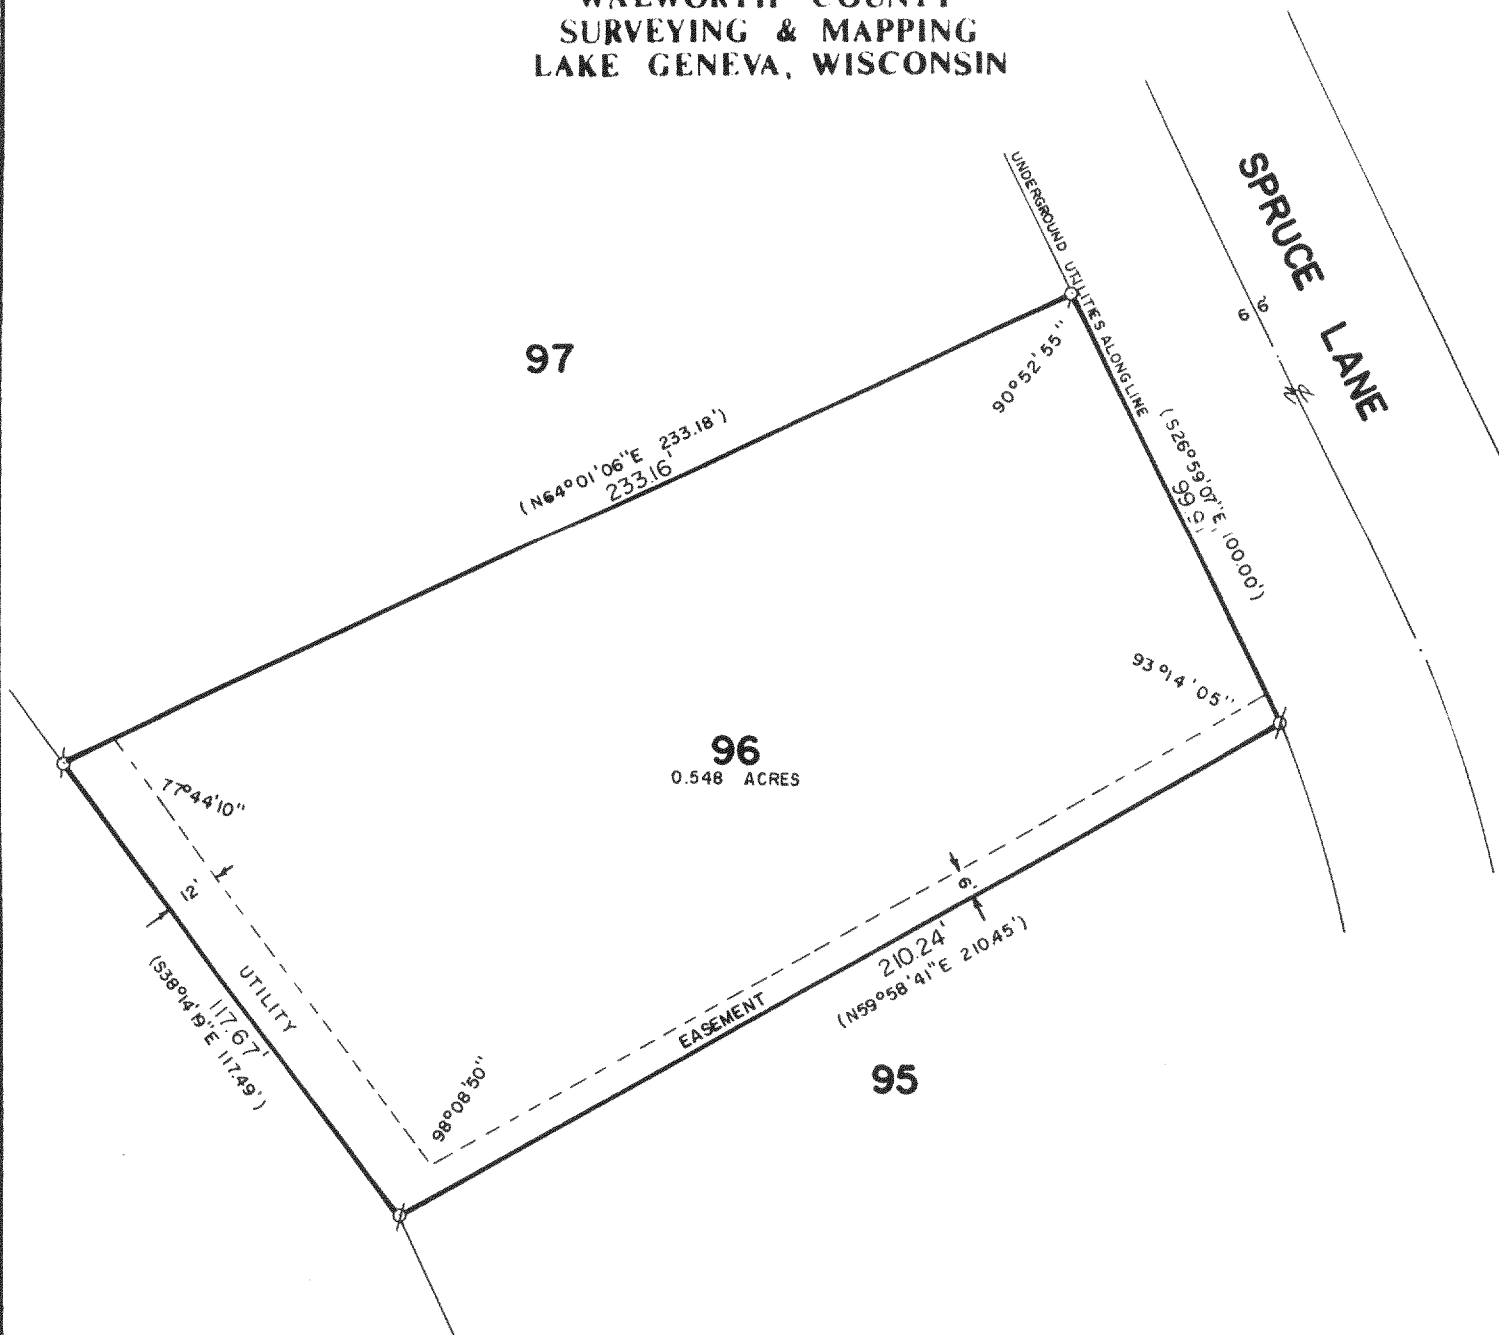 WALWORTH COUNTY
SURVEYING & MAPPING
LAKE GENEVA, WISCONSIN
UNDERGROUND UTILITIES ALONG LINE
SPRUCE LANE
97
90°52'55"
(N64°01'06"E 233.18')
233.16'
(S26°59'07"E 100.00')
99.91'
93°14'05"
96
0.548 ACRES
77°44'10"
12'
6'
UTILITY
117.67'
(S38°14'19"E 117.49')
210.24'
(N59°58'41"E 210.45')
EASEMENT
98°08'50"
95